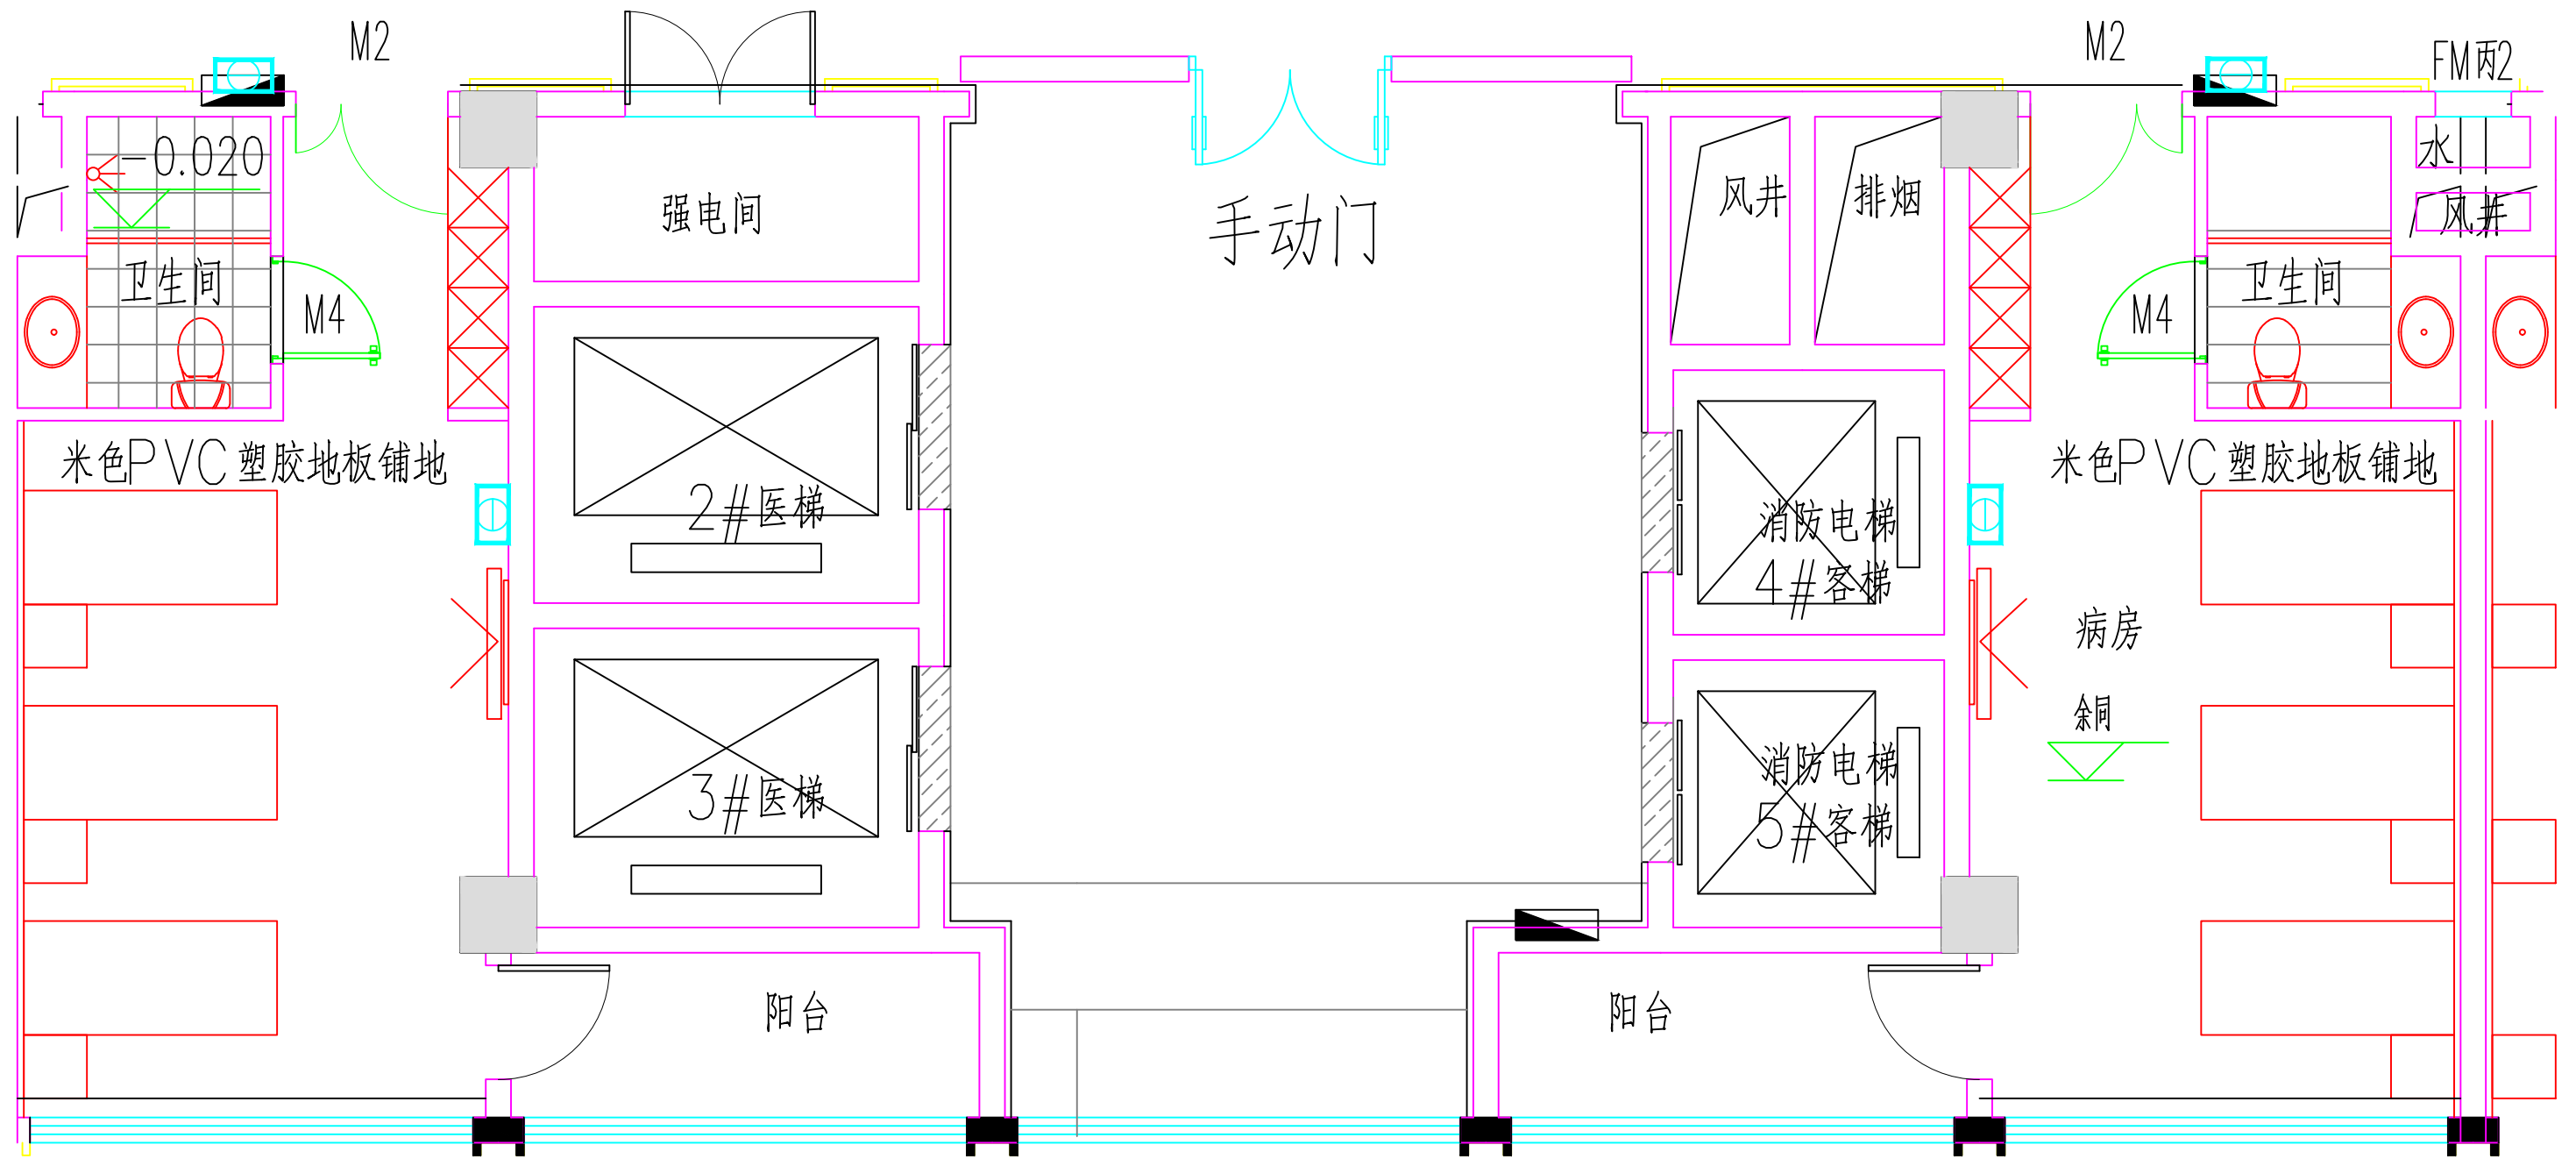 M2
M2
FM丙2
-0.020
水
强电间
手动门
风井
排烟
风井
卫生间
M4
卫生间
M4
米色PVC塑胶地板铺地
米色PVC塑胶地板铺地
2#医梯
消防电梯
4#客梯
病房
余同
3#医梯
消防电梯
5#客梯
阳台
阳台